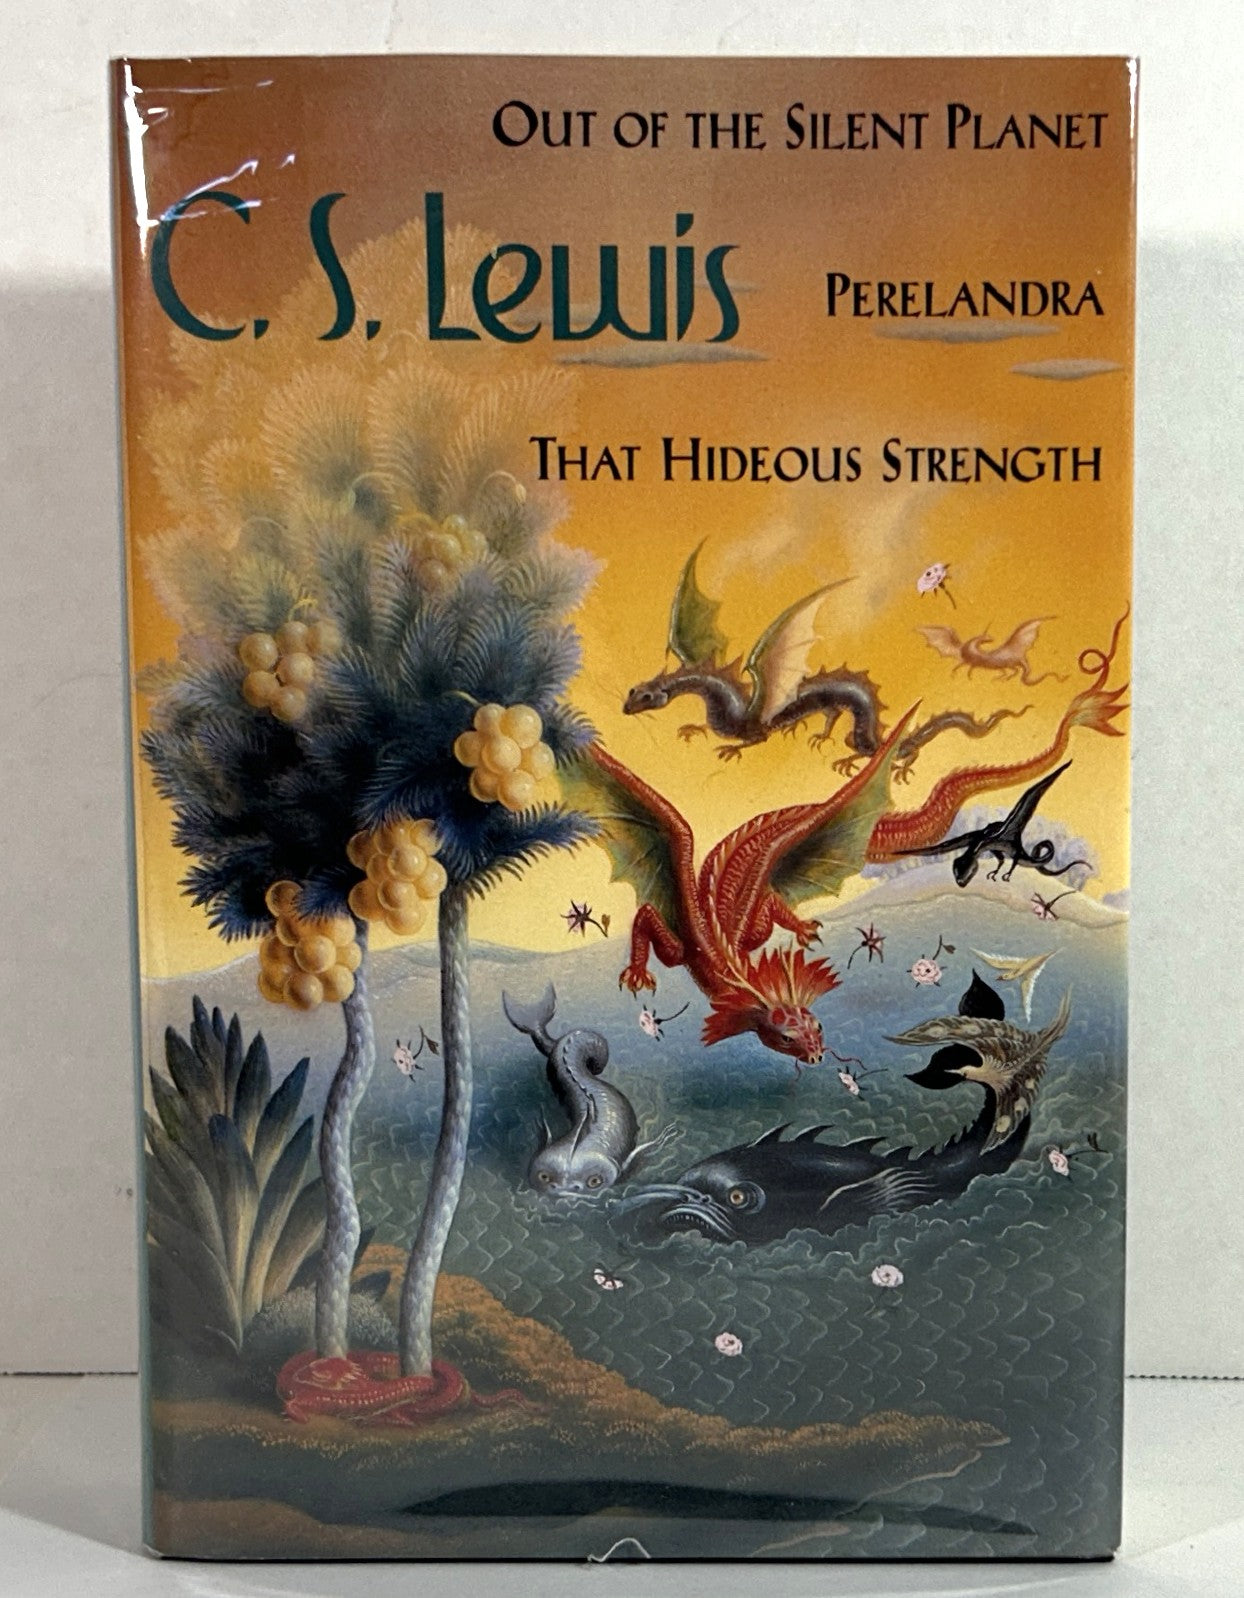 OUT OF THE SILENT PLANET
C. S. Lewis
PERELANDRA
THAT HIDEOUS STRENGTH